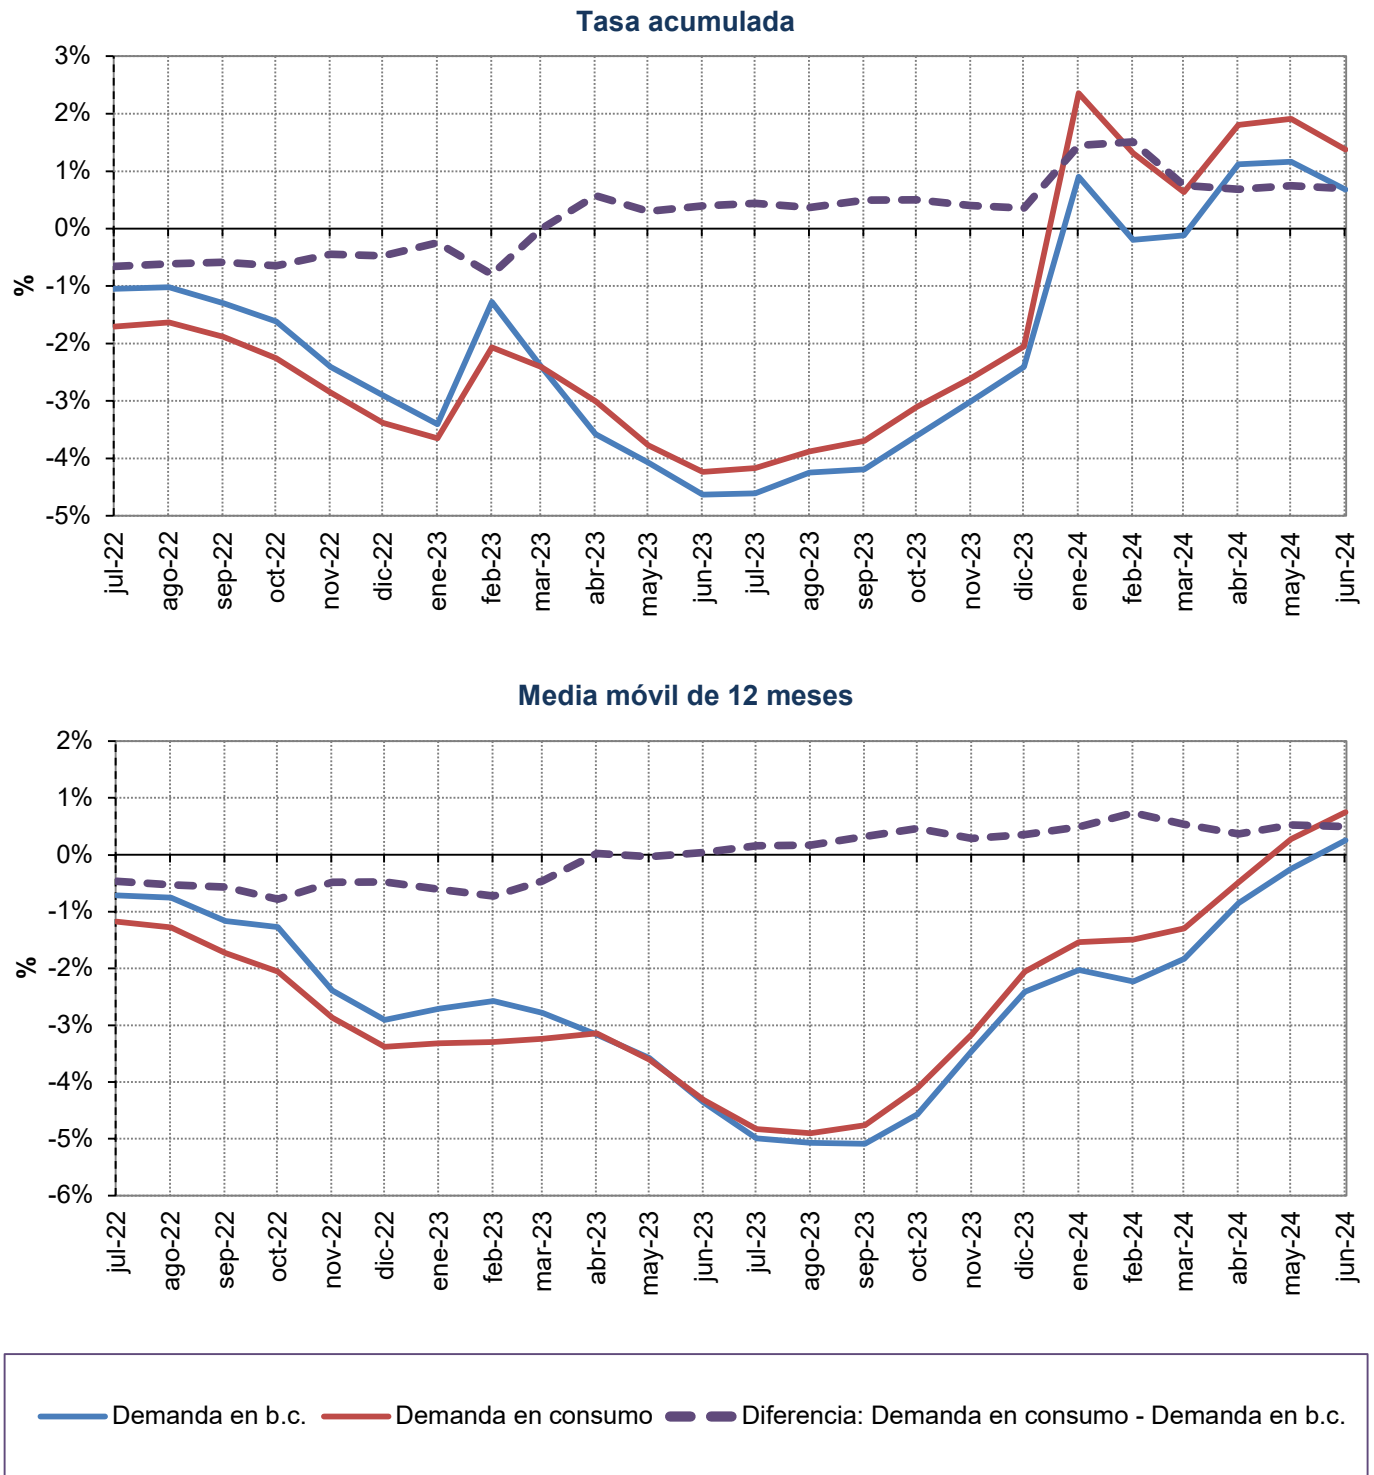 Tasa acumulada
3%
2%
1%
0%
-1%
-2%
-3%
-4%
-5%
%
jul-22
ago-22
sep-22
oct-22
nov-22
dic-22
ene-23
feb-23
mar-23
abr-23
may-23
jun-23
jul-23
ago-23
sep-23
oct-23
nov-23
dic-23
ene-24
feb-24
mar-24
abr-24
may-24
jun-24
Media móvil de 12 meses
2%
1%
0%
-1%
-2%
-3%
-4%
-5%
-6%
%
jul-22
ago-22
sep-22
oct-22
nov-22
dic-22
ene-23
feb-23
mar-23
abr-23
may-23
jun-23
jul-23
ago-23
sep-23
oct-23
nov-23
dic-23
ene-24
feb-24
mar-24
abr-24
may-24
jun-24
Demanda en b.c. Demanda en consumo Diferencia: Demanda en consumo - Demanda en b.c.